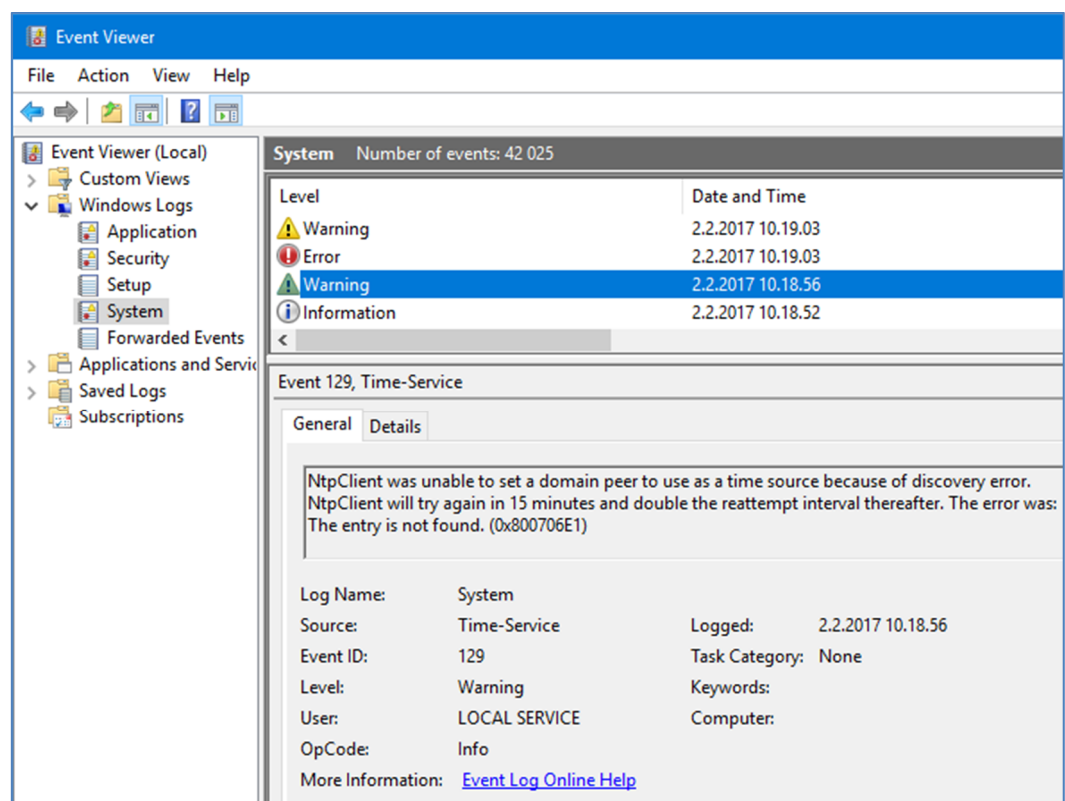 Event Viewer
File Action View Help
Event Viewer (Local)
Custom Views
Windows Logs
Application
Security
Setup
System
Forwarded Events
Applications and Servic
Saved Logs
Subscriptions
System Number of events: 42 025
Level Date and Time
Warning 2.2.2017 10.19.03
Error 2.2.2017 10.19.03
Warning 2.2.2017 10.18.56
Information 2.2.2017 10.18.52
Event 129, Time-Service
General Details
NtpClient was unable to set a domain peer to use as a time source because of discovery error.
NtpClient will try again in 15 minutes and double the reattempt interval thereafter. The error was:
The entry is not found. (0x800706E1)
Log Name: System
Source: Time-Service Logged: 2.2.2017 10.18.56
Event ID: 129 Task Category: None
Level: Warning Keywords:
User: LOCAL SERVICE Computer:
OpCode: Info
More Information: Event Log Online Help